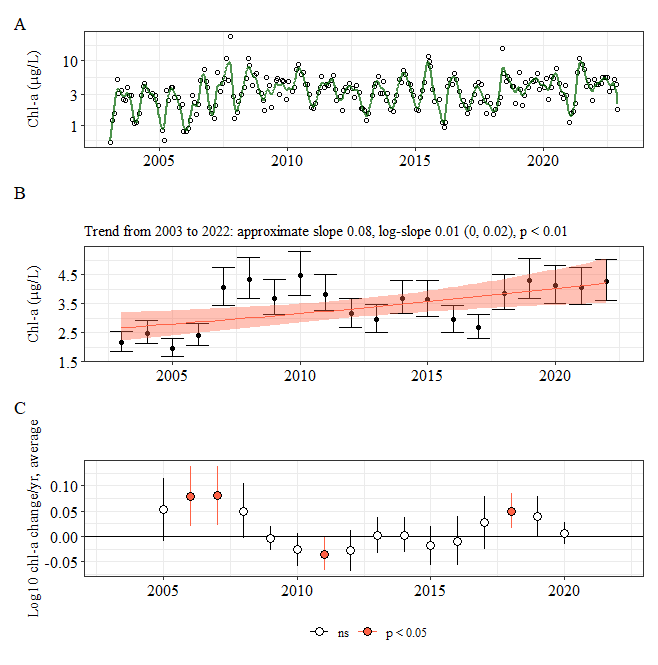 A
Chl-a (µg/L)
10
3
1
2005
2010
2015
2020
B
Trend from 2003 to 2022: approximate slope 0.08, log-slope 0.01 (0, 0.02), p < 0.01
Chl-a (µg/L)
4.5
3.5
2.5
1.5
2005
2010
2015
2020
C
Log10 chl-a change/yr, average
0.10
0.05
0.00
-0.05
2005
2010
2015
2020
ns
p < 0.05